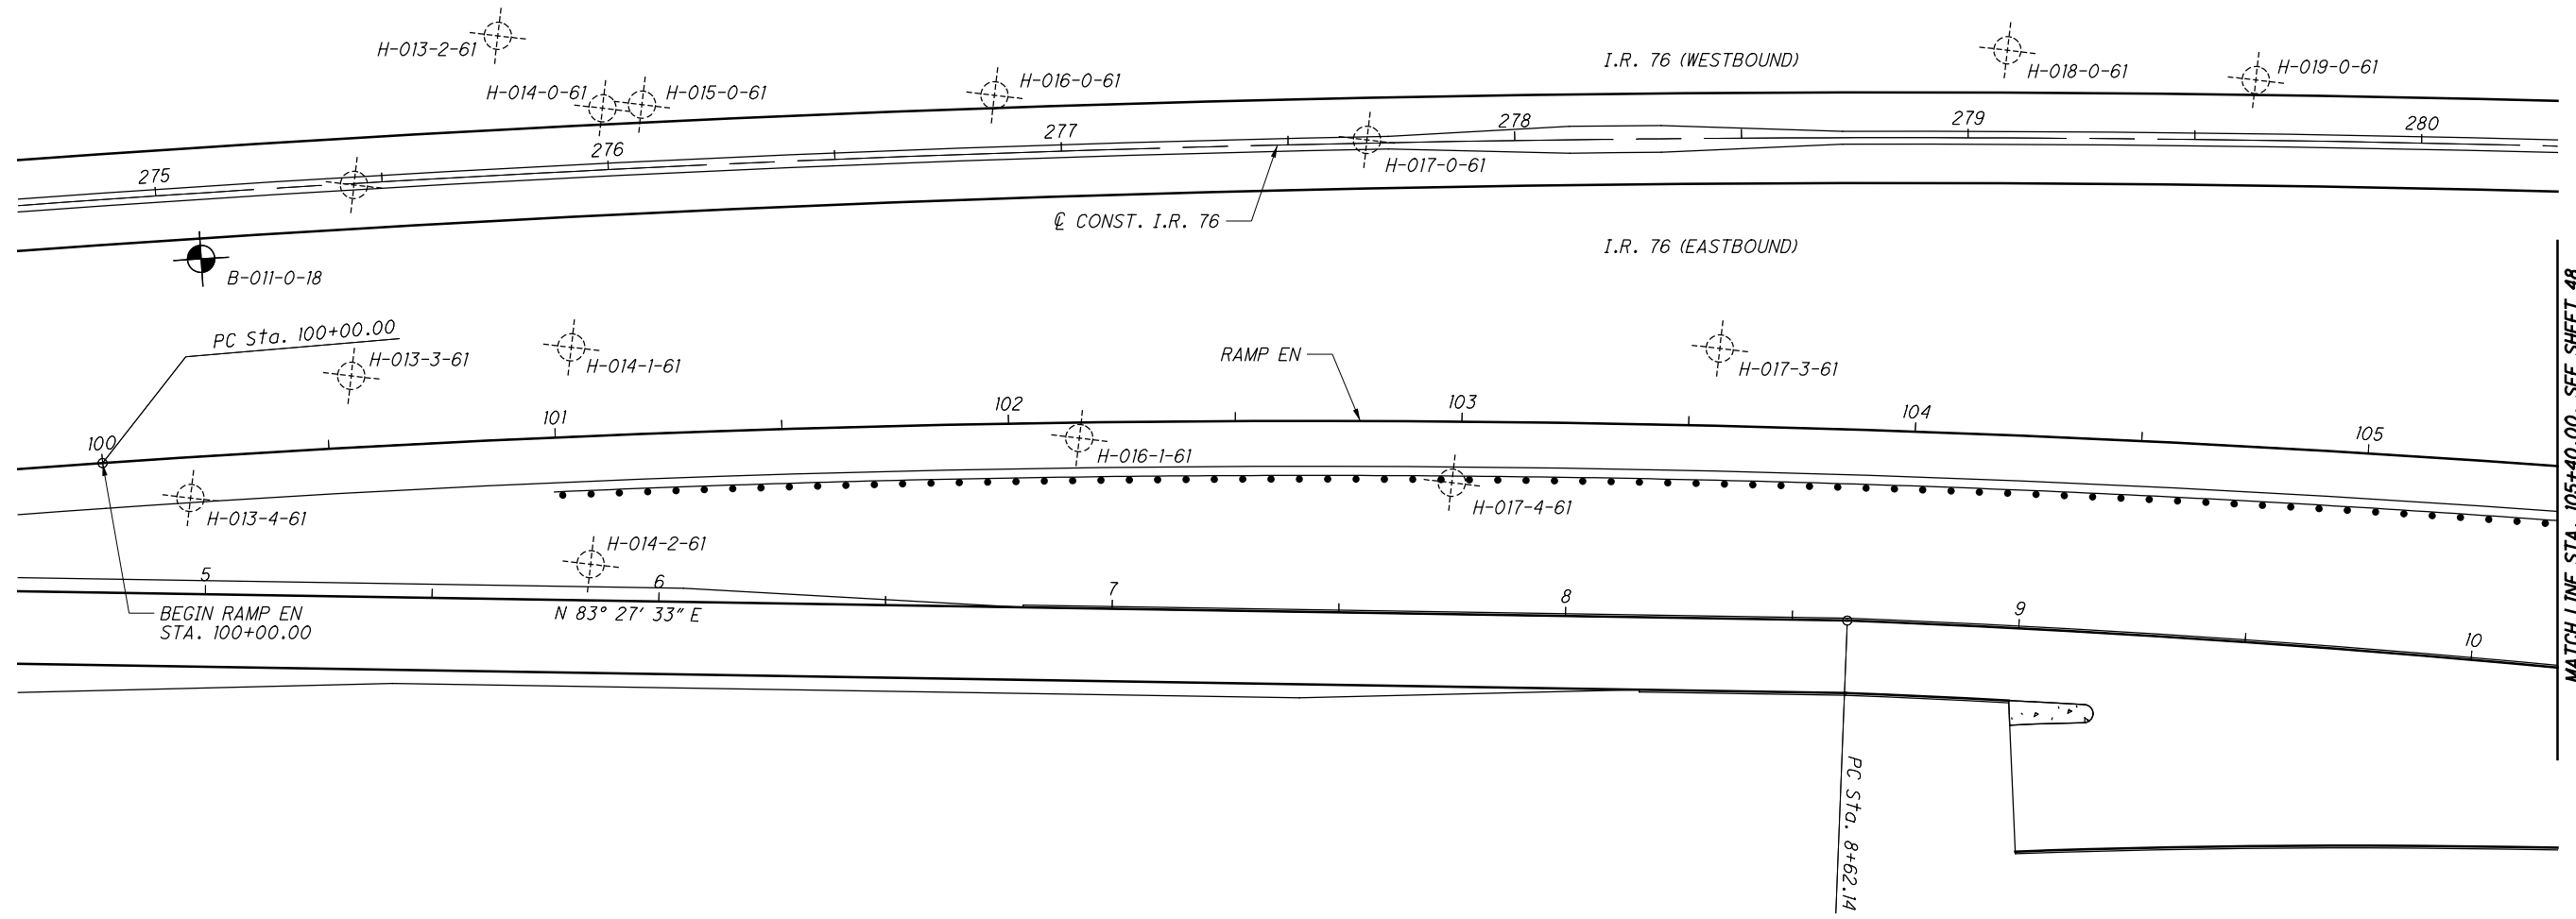 H-013-2-61
H-014-0-61
H-015-0-61
H-016-0-61
I.R. 76 (WESTBOUND)
H-018-0-61
H-019-0-61
275
276
277
278
279
280
H-017-0-61
℄ CONST. I.R. 76
I.R. 76 (EASTBOUND)
B-011-0-18
PC Sta. 100+00.00
H-013-3-61
H-014-1-61
RAMP EN
H-017-3-61
100
101
102
103
104
105
H-016-1-61
H-013-4-61
H-017-4-61
H-014-2-61
5
6
7
8
9
10
BEGIN RAMP EN
STA. 100+00.00
N 83° 27' 33" E
PC Sta. 8+62.14
MATCH LINE STA. 105+40.00, SEE SHEET 48